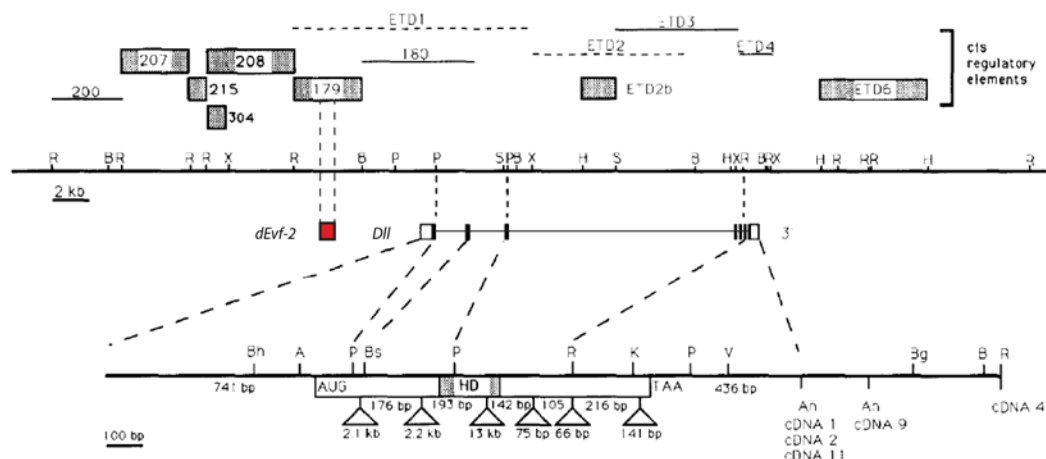 ETD1
ETD3
207
208
180
ETD2
ETD4
cis
regulatory
elements
200
215
179
ETD2b
ETD6
304
R B R R R X R B P P S P B X H S B H X R B R X H R R R H R
2 kb
dEvf-2
Dll
3'
Bh A P Bs P R K P V Bg B R
741 bp
AUG
HD
TAA
436 bp
176 bp
193 bp
142 bp
105
216 bp
2.1 kb
2.2 kb
13 kb
75 bp
66 bp
141 bp
100 bp
An
An
cDNA 4
cDNA 1
cDNA 9
cDNA 2
cDNA 11